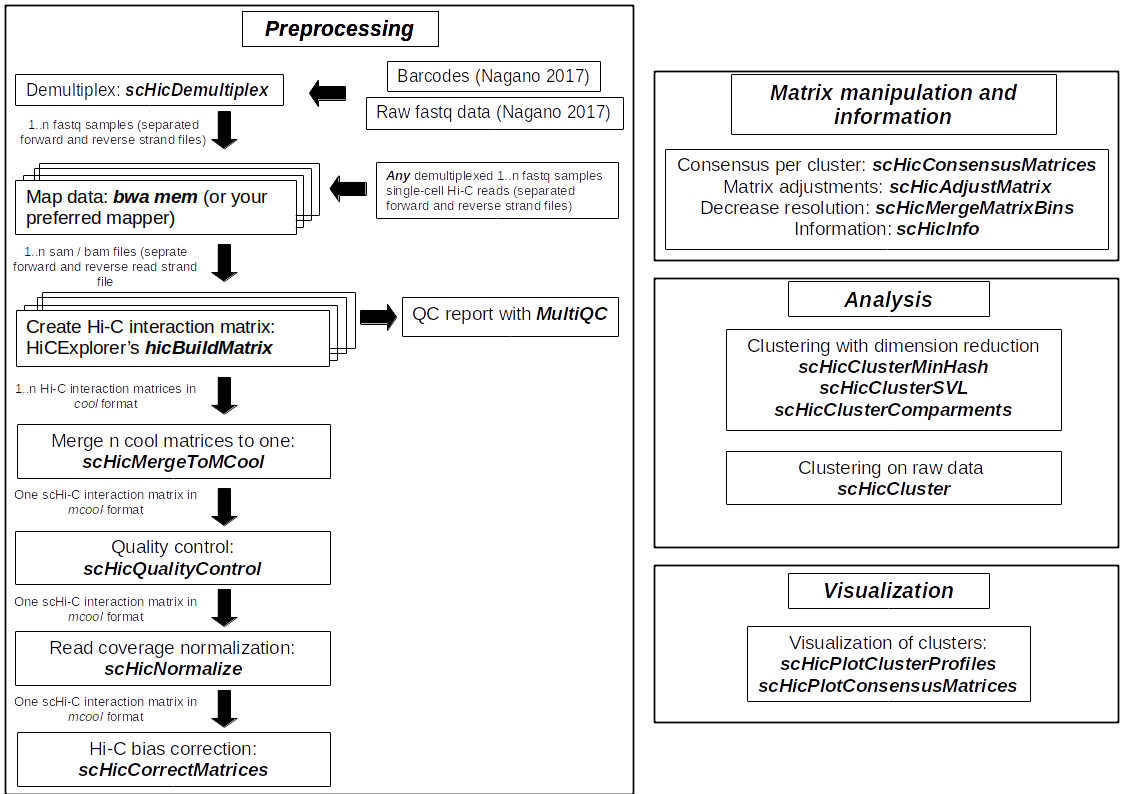 Preprocessing
Demultiplex: scHicDemultiplex
Barcodes (Nagano 2017)
Raw fastq data (Nagano 2017)
1..n fastq samples (separated
forward and reverse strand files)
Map data: bwa mem (or your
preferred mapper)
Any demultiplexed 1..n fastq samples
single-cell Hi-C reads (separated
forward and reverse strand files)
1..n sam / bam files (seprate
forward and reverse read strand
file
Create Hi-C interaction matrix:
HiCExplorer's hicBuildMatrix
QC report with MultiQC
1..n Hi-C interaction matrices in
cool format
Merge n cool matrices to one:
scHicMergeToMCool
One scHi-C interaction matrix in
mcool format
Quality control:
scHicQualityControl
One scHi-C interaction matrix in
mcool format
Read coverage normalization:
scHicNormalize
One scHi-C interaction matrix in
mcool format
Hi-C bias correction:
scHicCorrectMatrices
Matrix manipulation and
information
Consensus per cluster: scHicConsensusMatrices
Matrix adjustments: scHicAdjustMatrix
Decrease resolution: scHicMergeMatrixBins
Information: scHicInfo
Analysis
Clustering with dimension reduction
scHicClusterMinHash
scHicClusterSVL
scHicClusterComparments
Clustering on raw data
scHicCluster
Visualization
Visualization of clusters:
scHicPlotClusterProfiles
scHicPlotConsensusMatrices